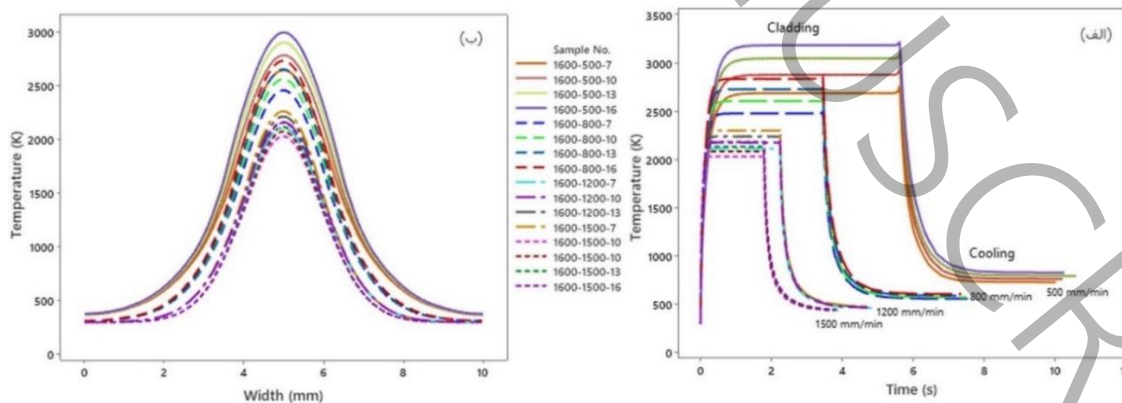 (ب)
3000
2500
2000
1500
1000
500
0
Temperature (K)
0 2 4 6 8 10
Width (mm)
Sample No.
1600-500-7
1600-500-10
1600-500-13
1600-500-16
1600-800-7
1600-800-10
1600-800-13
1600-800-16
1600-1200-7
1600-1200-10
1600-1200-13
1600-1500-7
1600-1500-10
1600-1500-10
1600-1500-13
1600-1500-16
(الف)
Cladding
3500
3000
2500
2000
1500
1000
500
0
Temperature (K)
Cooling
500 mm/min
800 mm/min
1200 mm/min
1500 mm/min
0 2 4 6 8 10
Time (s)